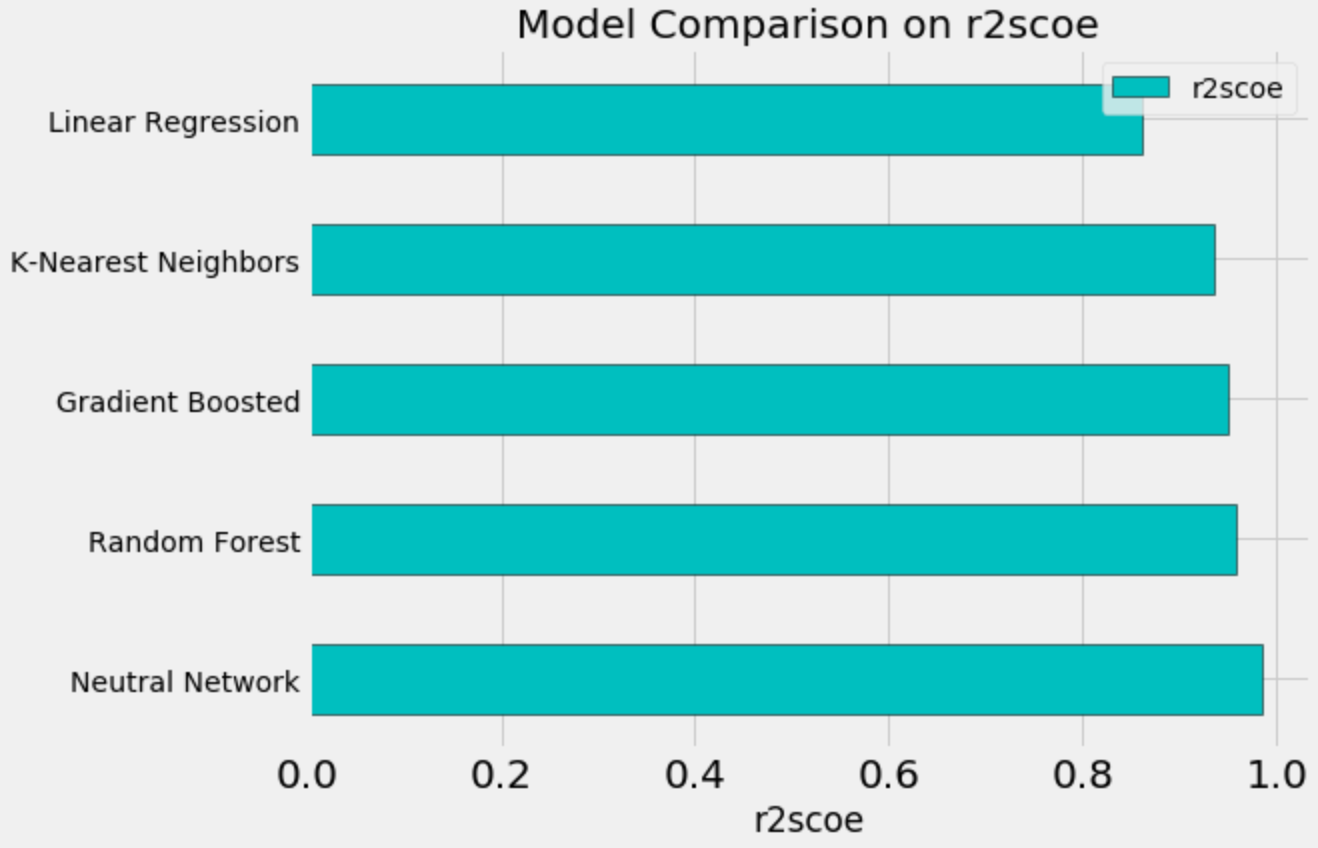 Model Comparison on r2scoe
r2scoe
Linear Regression
K-Nearest Neighbors
Gradient Boosted
Random Forest
Neutral Network
0.0 0.2 0.4 0.6 0.8 1.0
r2scoe